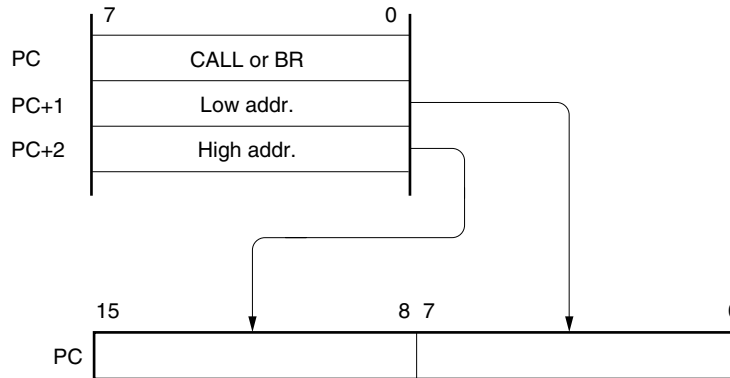 7 0
PC CALL or BR
PC+1 Low addr.
PC+2 High addr.
15 8 7
PC